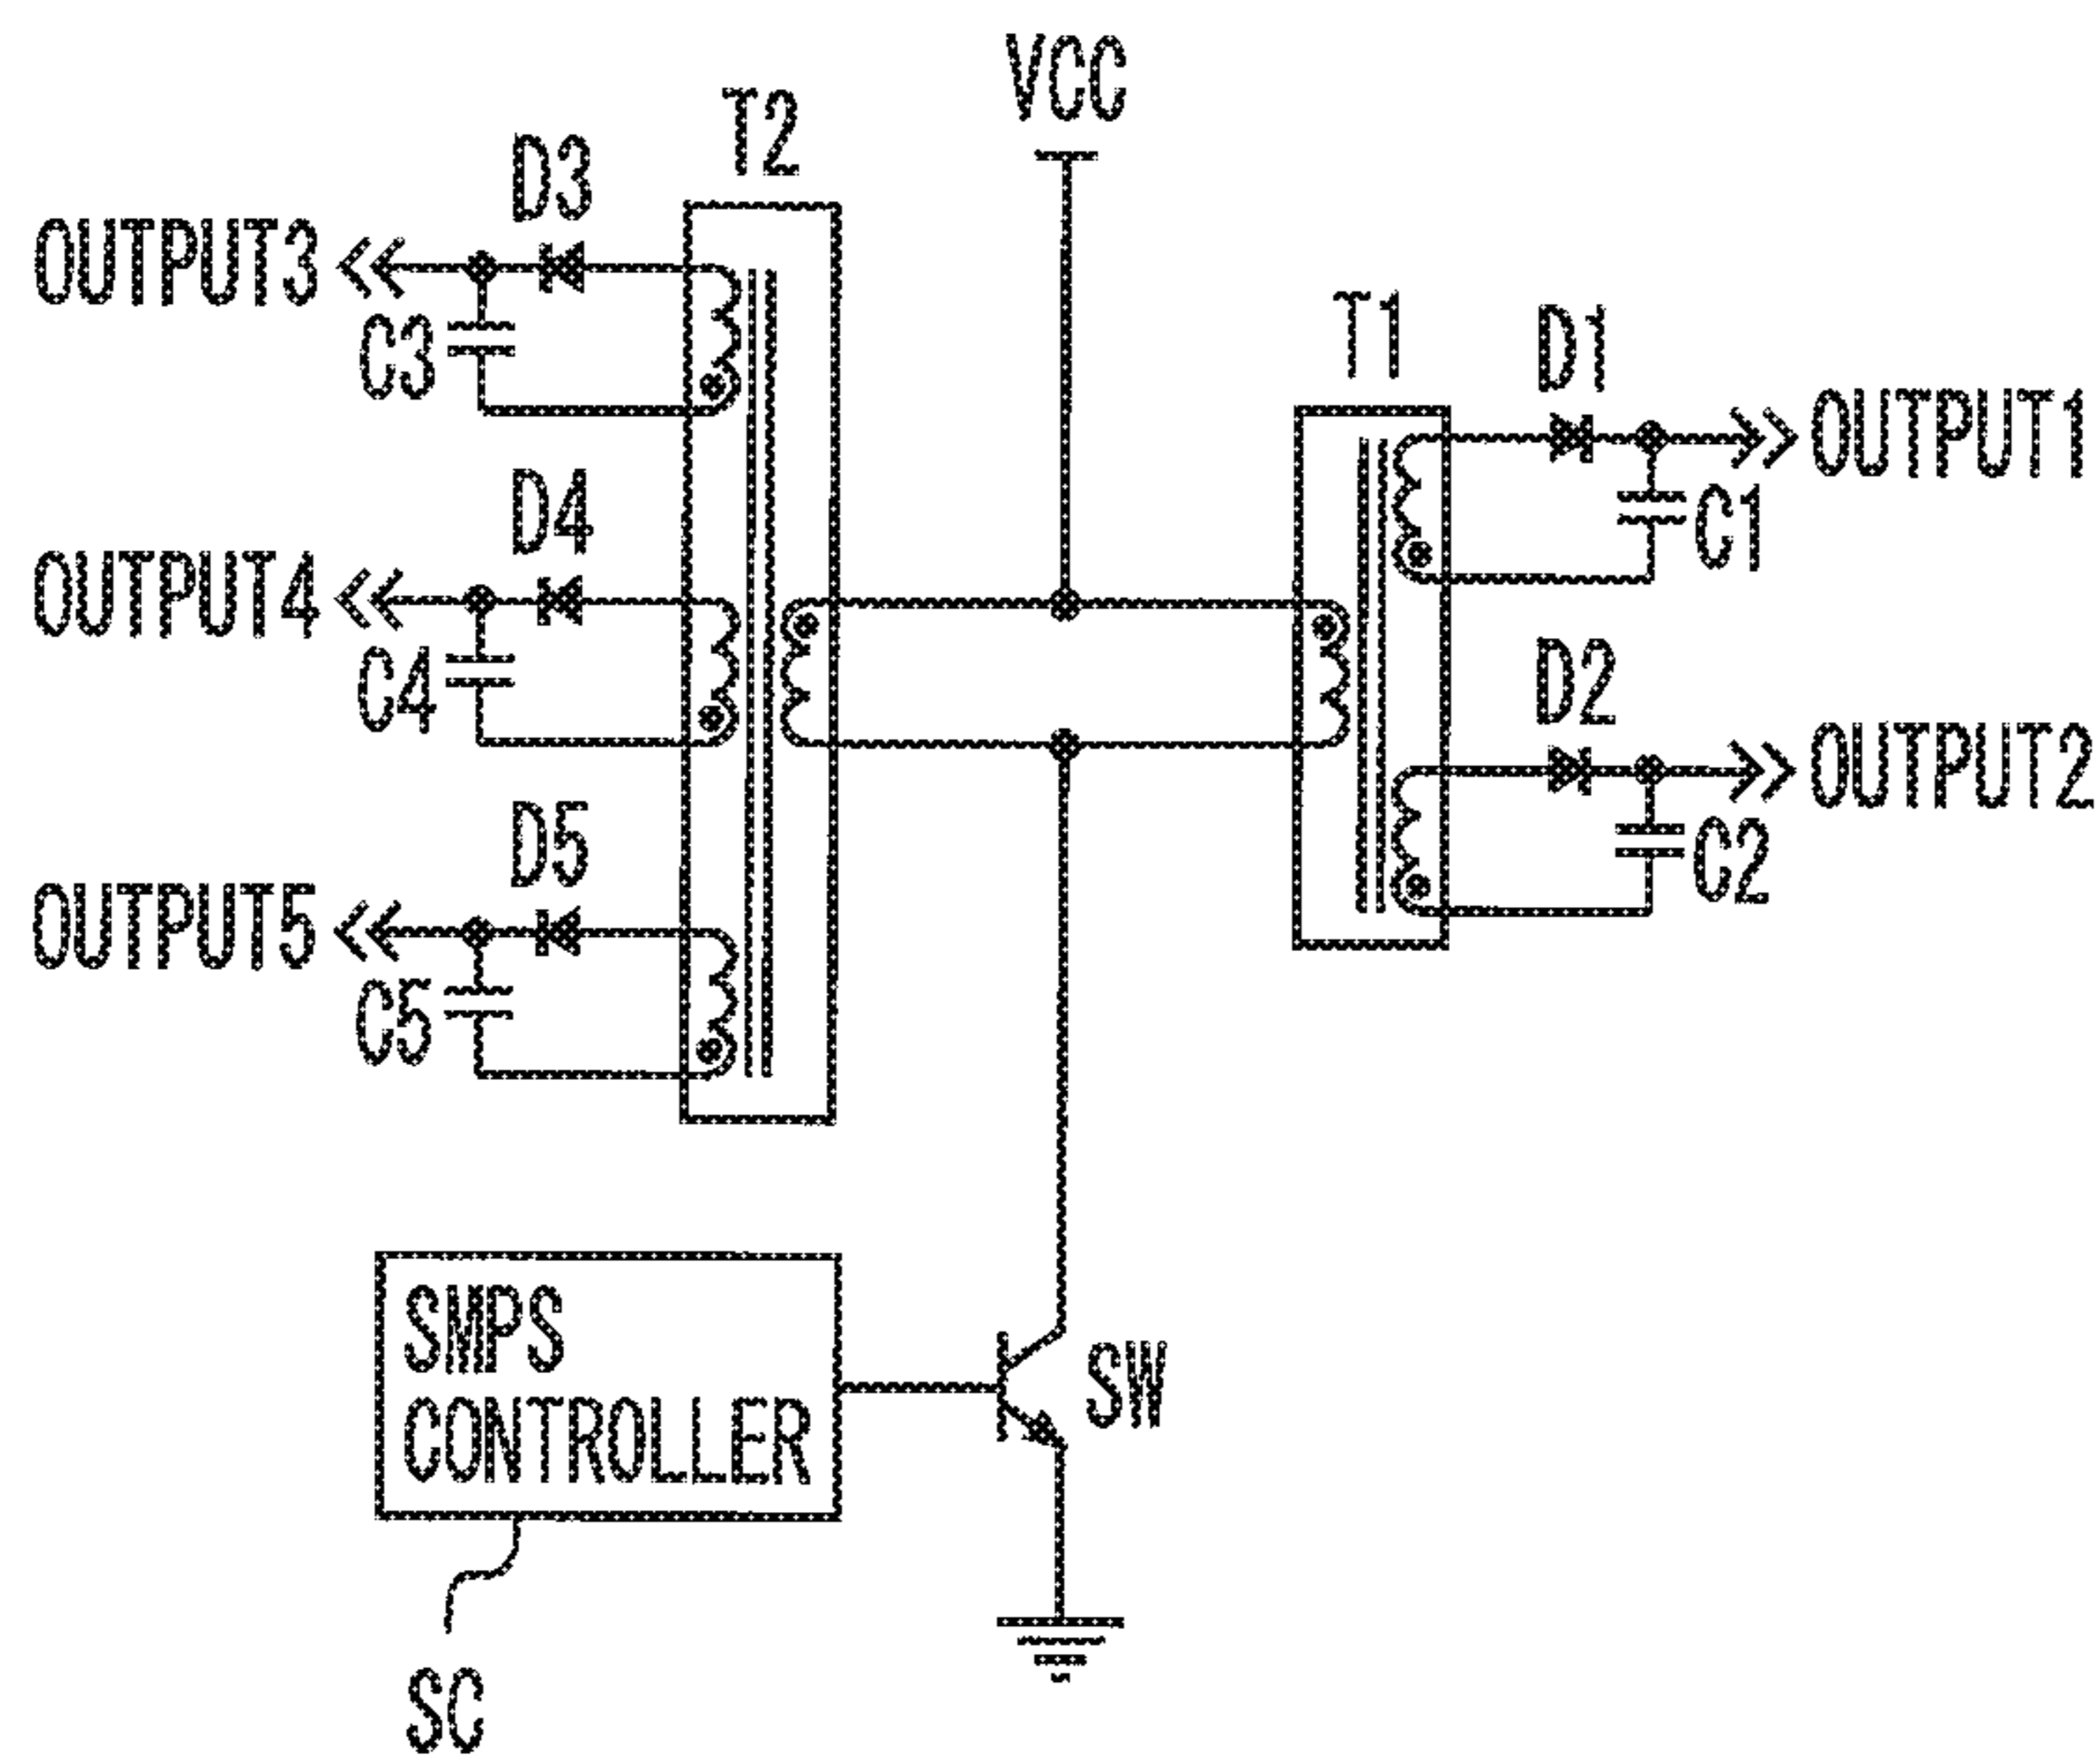 VCC
T2
D3
OUTPUT3
C3
D4
OUTPUT4
C4
D5
OUTPUT5
C5
T1
D1
OUTPUT1
C1
D2
OUTPUT2
C2
SMPS
CONTROLLER
SW
SC